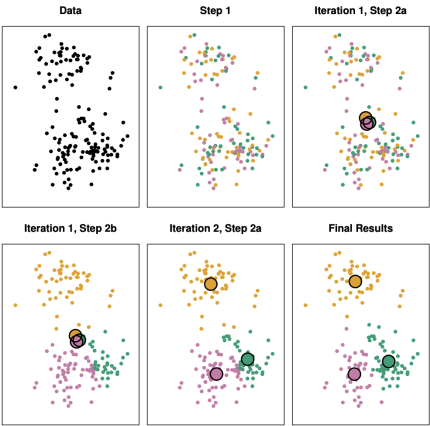 Data
Step 1
Iteration 1, Step 2a
Iteration 1, Step 2b
Iteration 2, Step 2a
Final Results